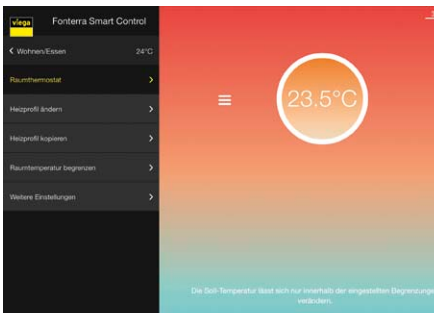 viega
Fonterra Smart Control
Wohnen/Essen 24°C
Raumthermostat
Heizprofil ändern
Heizprofil kopieren
Raumtemperatur begrenzen
Weitere Einstellungen
23.5°C
Die Soll-Temperatur lässt sich nur innerhalb der eingestellten Begrenzunge
verändern.